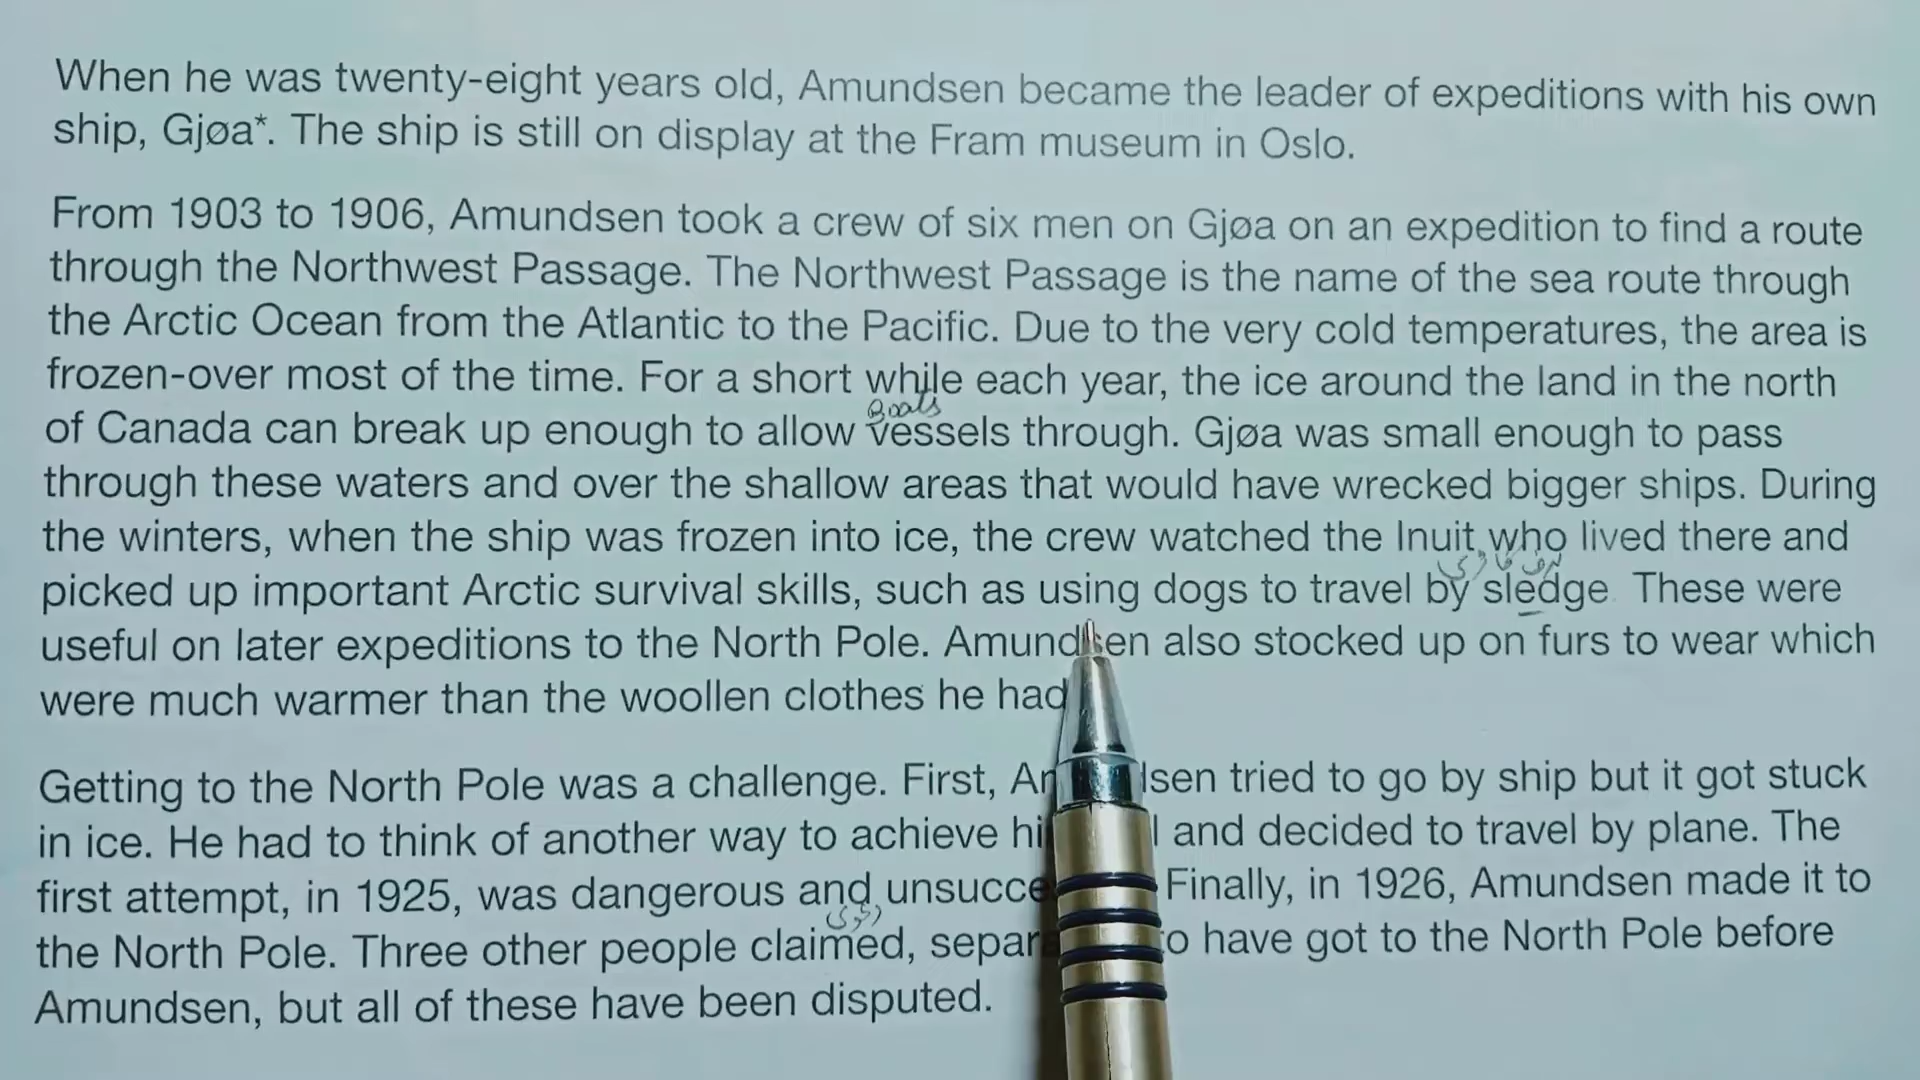 When he was twenty-eight years old, Amundsen became the leader of expeditions with his own
ship, Gjøa*. The ship is still on display at the Fram museum in Oslo.
From 1903 to 1906, Amundsen took a crew of six men on Gjøa on an expedition to find a route
through the Northwest Passage. The Northwest Passage is the name of the sea route through
the Arctic Ocean from the Atlantic to the Pacific. Due to the very cold temperatures, the area is
frozen-over most of the time. For a short while each year, the ice around the land in the north
Boats
of Canada can break up enough to allow vessels through. Gjøa was small enough to pass
through these waters and over the shallow areas that would have wrecked bigger ships. During
the winters, when the ship was frozen into ice, the crew watched the Inuit who lived there and
برف گاڑی
picked up important Arctic survival skills, such as using dogs to travel by sledge. These were
useful on later expeditions to the North Pole. Amundsen also stocked up on furs to wear which
were much warmer than the woollen clothes he had
Getting to the North Pole was a challenge. First, tried to go by ship but it got stuck
in ice. He had to think of another way to achieve and decided to travel by plane. The
first attempt, in 1925, was dangerous and Finally, in 1926, Amundsen made it to
the North Pole. Three other people claimed, to have got to the North Pole before
Amundsen, but all of these have been disputed.